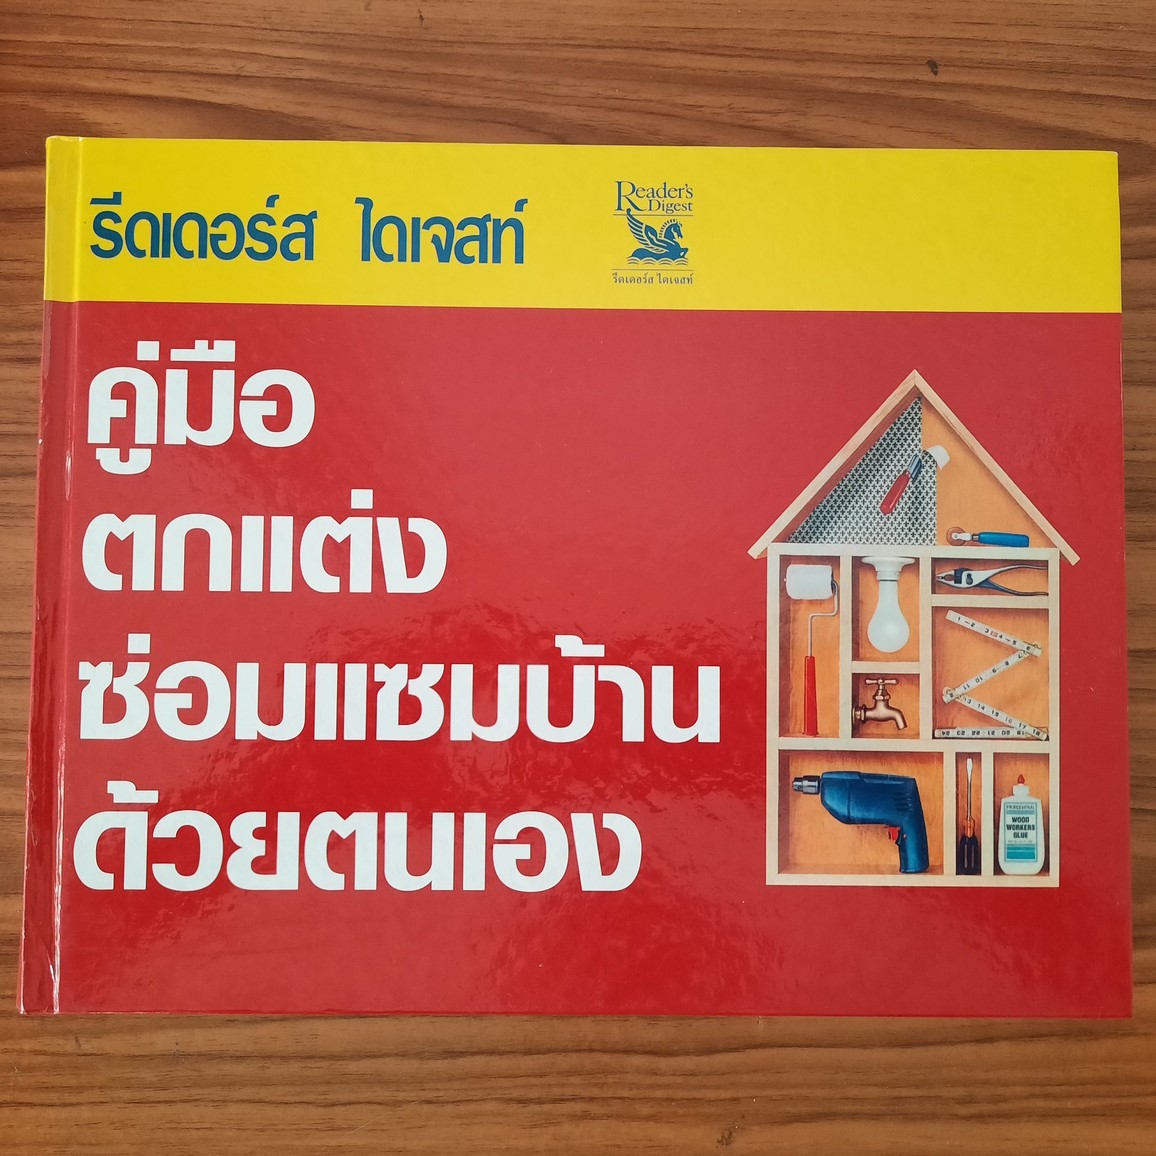 รีดเดอร์ส ไดเจสท์
Reader's
Digest
รีดเดอร์ส ไดเจสท์
คู่มือ
ตกแต่ง
ซ่อมแซมบ้าน
ด้วยตนเอง
WOOD
WORKERS
GLUE